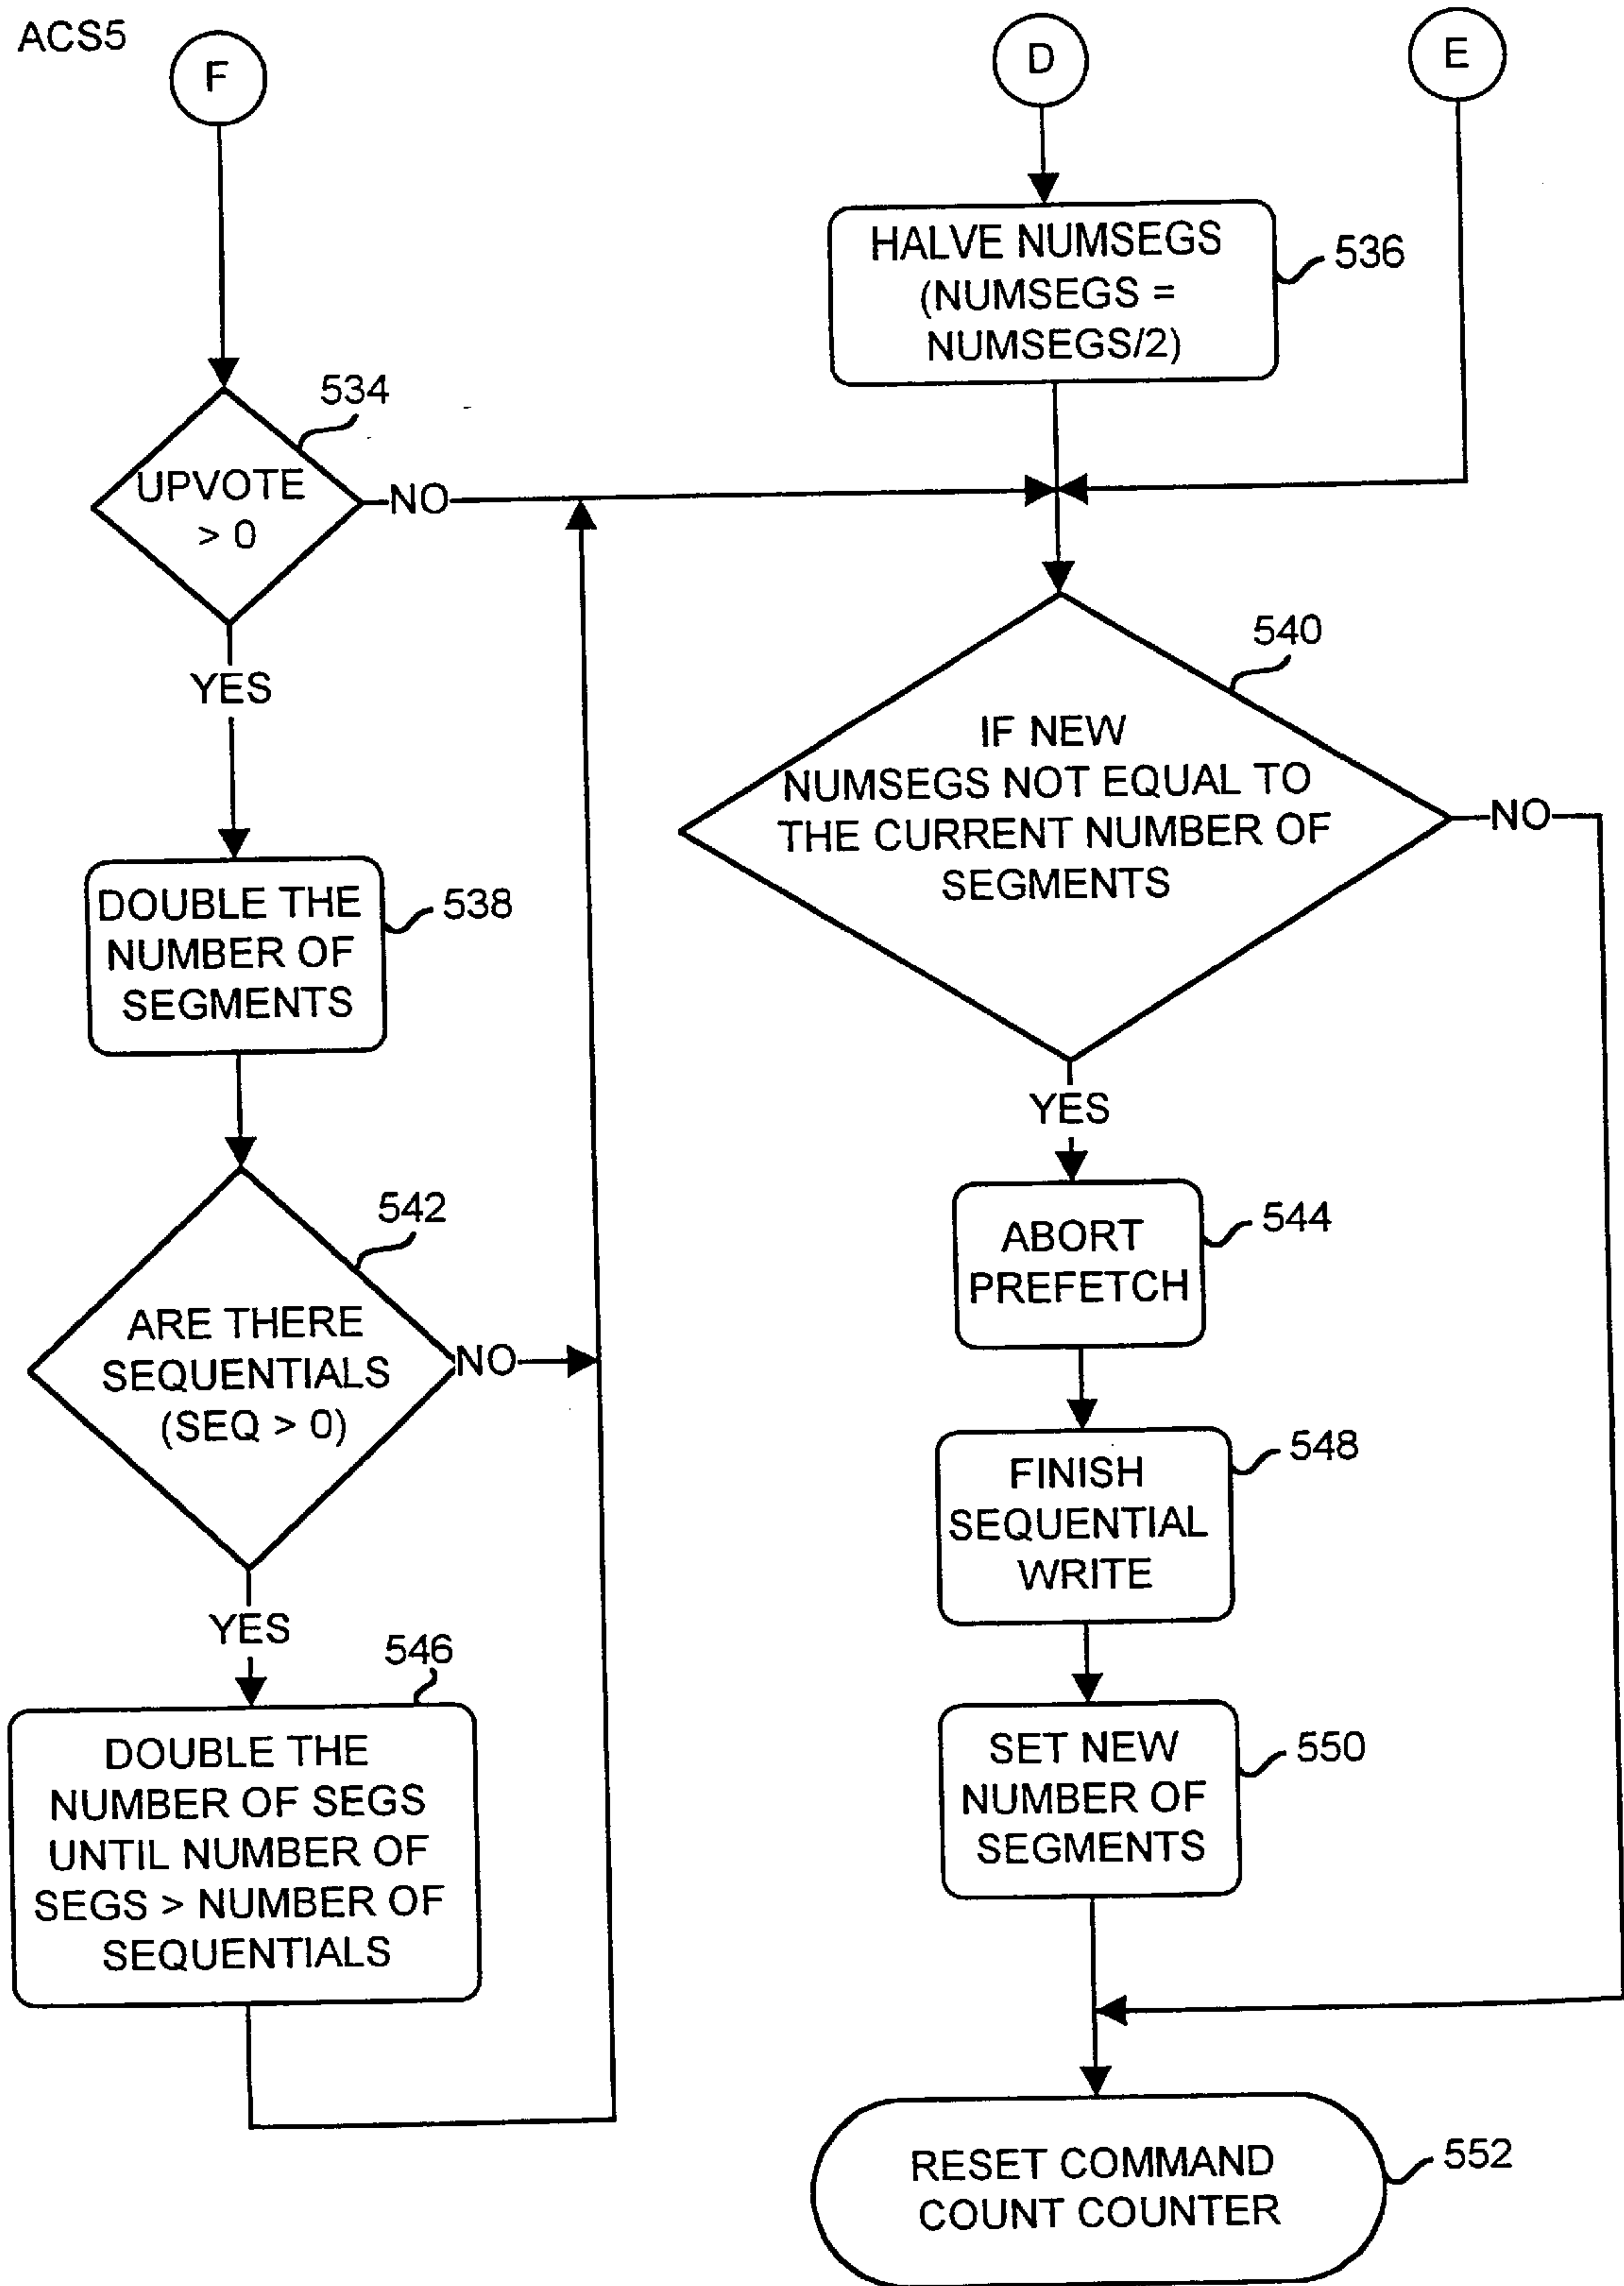 ACS5
F
D
E
HALVE NUMSEGS
(NUMSEGS =
NUMSEGS/2)
536
534
UPVOTE
> 0
NO
YES
540
IF NEW
NUMSEGS NOT EQUAL TO
THE CURRENT NUMBER OF
SEGMENTS
NO
YES
DOUBLE THE
NUMBER OF
SEGMENTS
538
542
ARE THERE
SEQUENTIALS
(SEQ > 0)
NO
YES
ABORT
PREFETCH
544
FINISH
SEQUENTIAL
WRITE
548
546
DOUBLE THE
NUMBER OF SEGS
UNTIL NUMBER OF
SEGS > NUMBER OF
SEQUENTIALS
SET NEW
NUMBER OF
SEGMENTS
550
RESET COMMAND
COUNT COUNTER
552